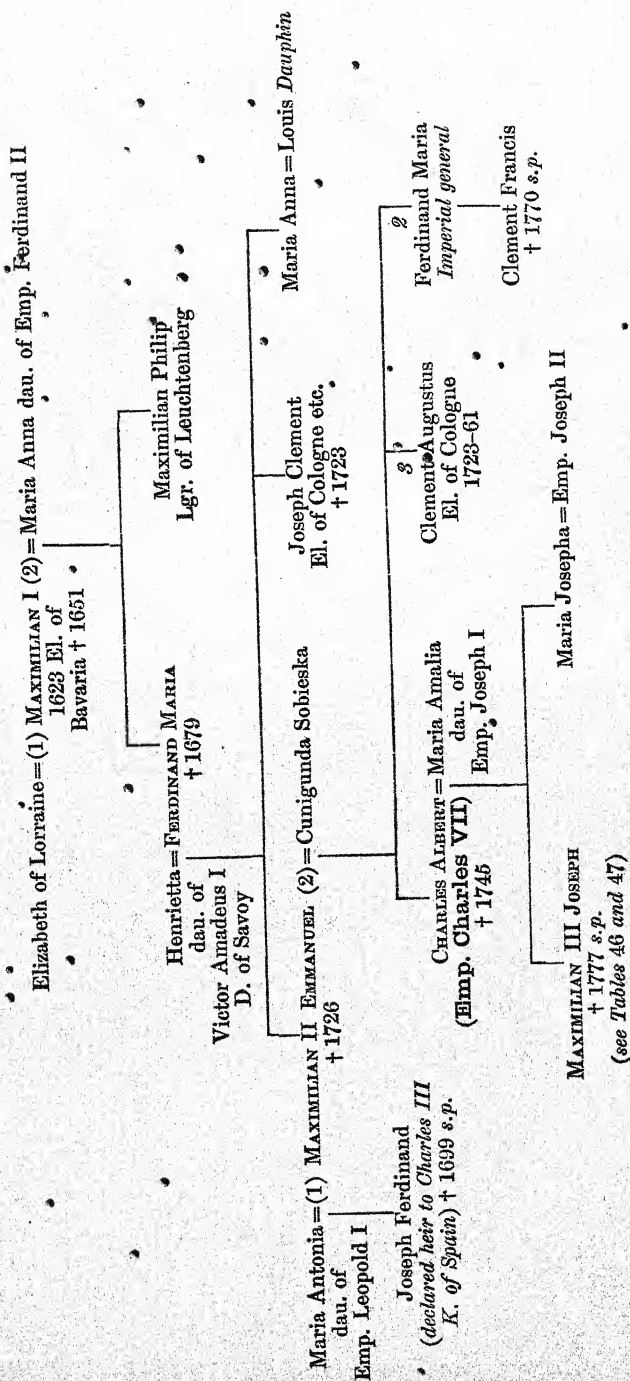 Elizabeth of Lorraine=(1) MAXIMILIAN I (2)=Maria Anna dau. of Emp. Ferdinand II
1623 El. of
Bavaria † 1651
Henrietta=FERDINAND MARIA
dau. of
†1679
Victor Amadeus I
D. of Savoy
Maximilian Philip
Lgr. of Leuchtenberg
Maria Antonia=(1) MAXIMILIAN II EMMANUEL (2)=Cunigunda Sobieska
dau. of
†1726
Emp. Leopold I
Joseph Clement
El. of Cologne etc.
†1723
Maria Anna=Louis Dauphin
Joseph Ferdinand
(declared heir to Charles III
K. of Spain) † 1699 s.p.
CHARLES ALBERT=Maria Amalia
(Emp. Charles VII)
†1745
dau. of
Emp. Joseph I
3
Clement Augustus
El. of Cologne
1723-61
2
Ferdinand Maria
Imperial general
Clement Francis
†1770 s.p.
MAXIMILIAN III JOSEPH
†1777 s.p.
(see Tables 46 and 47)
Maria Josepha=Emp. Joseph II